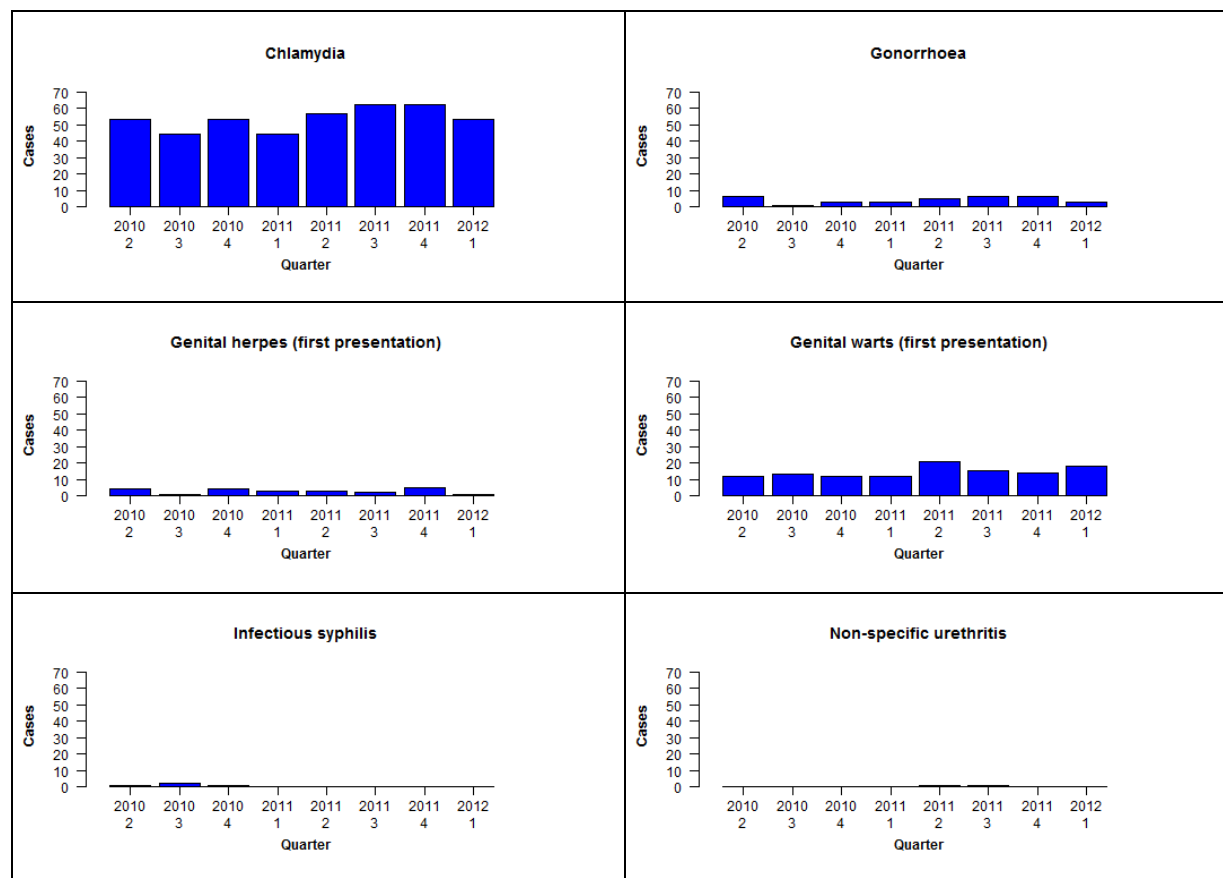 Chlamydia
70
60
50
40
30
20
10
0
Cases
2010 2010 2010 2011 2011 2011 2011 2012
2 3 4 1 2 3 4 1
Quarter
Gonorrhoea
70
60
50
40
30
20
10
0
Cases
2010 2010 2010 2011 2011 2011 2011 2012
2 3 4 1 2 3 4 1
Quarter
Genital herpes (first presentation)
70
60
50
40
30
20
10
0
Cases
2010 2010 2010 2011 2011 2011 2011 2012
2 3 4 1 2 3 4 1
Quarter
Genital warts (first presentation)
70
60
50
40
30
20
10
0
Cases
2010 2010 2010 2011 2011 2011 2011 2012
2 3 4 1 2 3 4 1
Quarter
Infectious syphilis
70
60
50
40
30
20
10
0
Cases
2010 2010 2010 2011 2011 2011 2011 2012
2 3 4 1 2 3 4 1
Quarter
Non-specific urethritis
70
60
50
40
30
20
10
0
Cases
2010 2010 2010 2011 2011 2011 2011 2012
2 3 4 1 2 3 4 1
Quarter